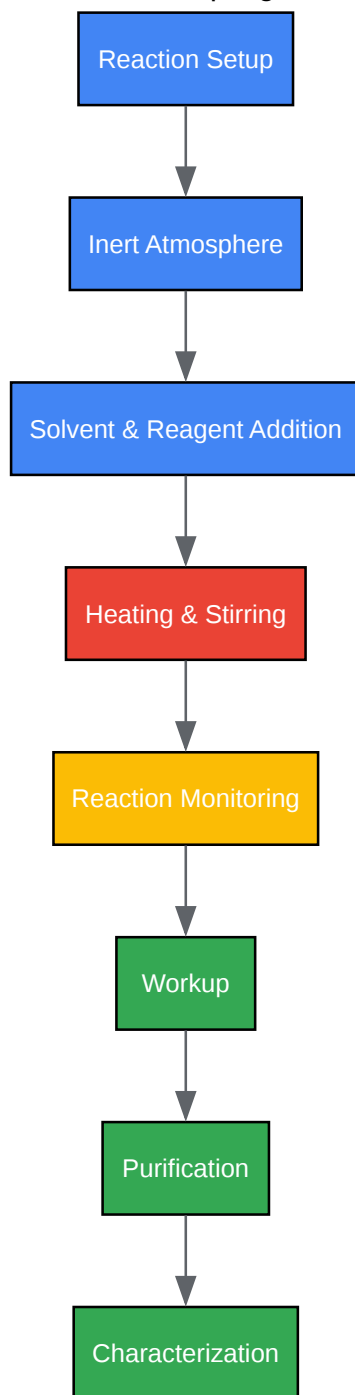 Reaction Setup
Inert Atmosphere
Solvent & Reagent Addition
Heating & Stirring
Reaction Monitoring
Workup
Purification
Characterization